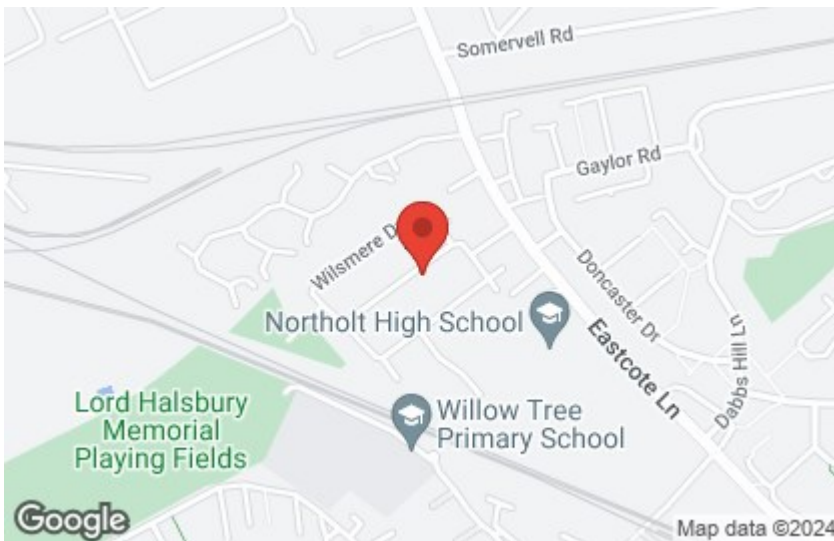 Somervell Rd
Gaylor Rd
Wilsmere D
Doncaster Dr
Northolt High School
Eastcote Ln
Dabbs Hill Ln
Lord Halsbury
Memorial
Playing Fields
Willow Tree
Primary School
Google
Map data ©2024